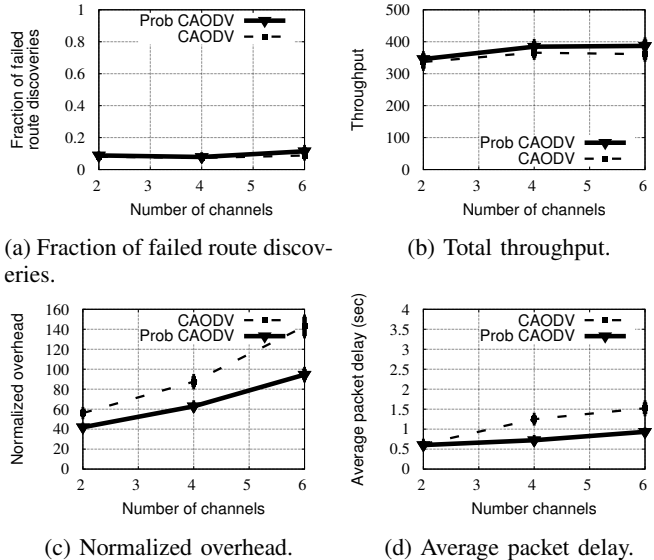 Prob CAODV
CAODV
1
0.8
0.6
0.4
0.2
0
Fraction of failed
route discoveries
2 3 4 5 6
Number of channels
(a) Fraction of failed route discov-
eries.
500
400
300
200
100
0
Throughput
Prob CAODV
CAODV
2 3 4 5 6
Number of channels
(b) Total throughput.
160
140
120
100
80
60
40
20
0
Normalized overhead
CAODV
Prob CAODV
2 3 4 5 6
Number of channels
(c) Normalized overhead.
4
3.5
3
2.5
2
1.5
1
0.5
0
Average packet delay (sec)
CAODV
Prob CAODV
2 3 4 5 6
Number channels
(d) Average packet delay.